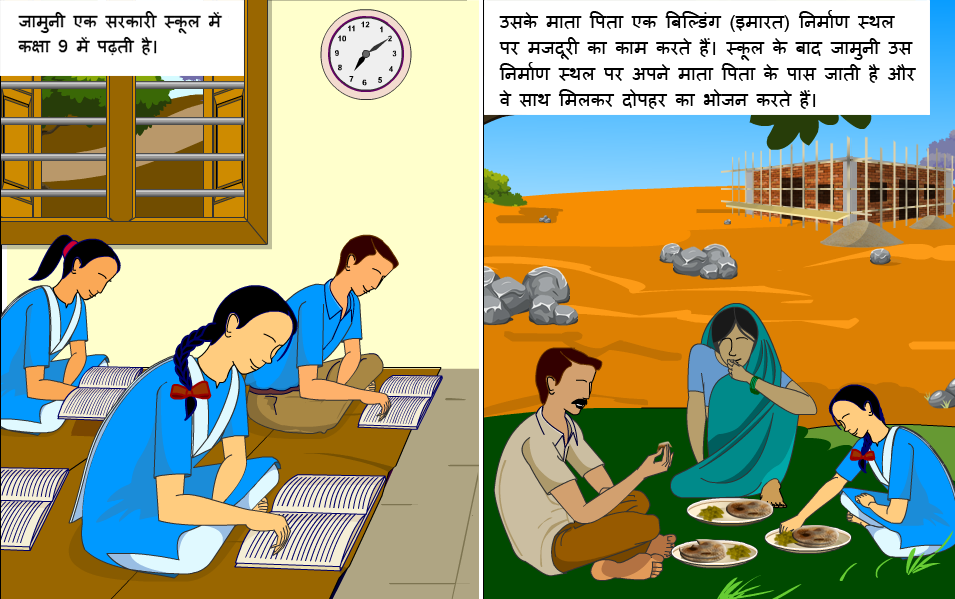 जामुनी एक सरकारी स्कूल में
कक्षा 9 में पढ़ती है।
12
1
2
3
4
5
6
7
8
9
10
11
उसके माता पिता एक बिल्डिंग (इमारत) निर्माण स्थल
पर मजदूरी का काम करते हैं। स्कूल के बाद जामुनी उस
निर्माण स्थल पर अपने माता पिता के पास जाती है और
वे साथ मिलकर दोपहर का भोजन करते हैं।